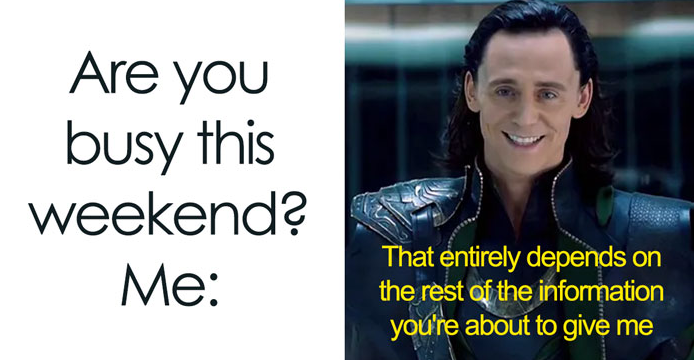 Are you
busy this
weekend?
Me:
That entirely depends on
the rest of the information
you're about to give me